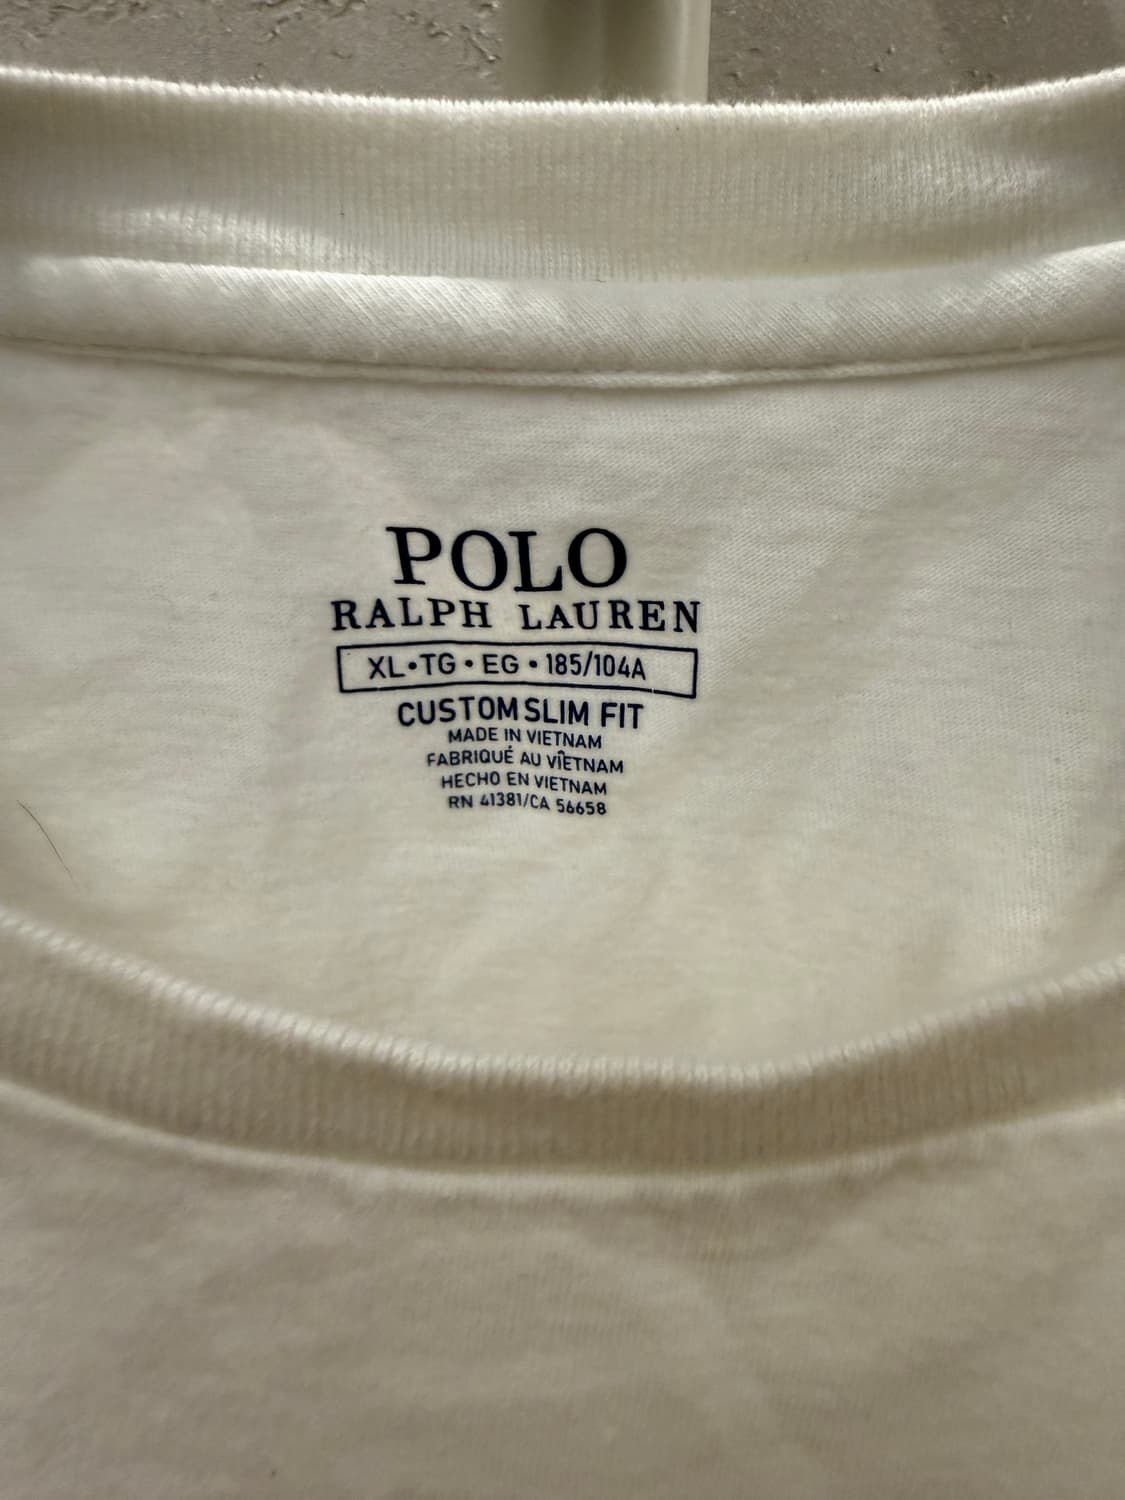 POLO
RALPH LAUREN
XL•TG•EG•185/104A
CUSTOM SLIM FIT
MADE IN VIETNAM
FABRIQUÉ AU VÎETNAM
HECHO EN VIETNAM
RN 41381/CA 56658